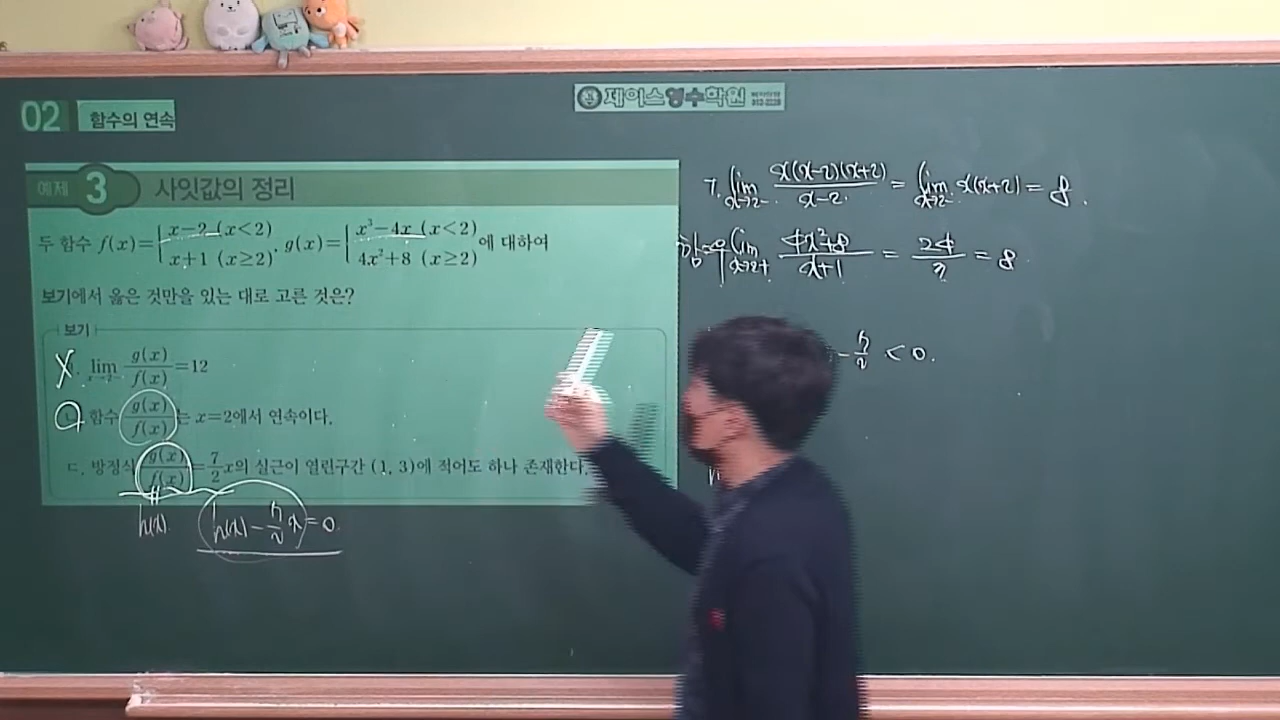 02 함수의 연속
제이스영수학원
예제 3 사잇값의 정리
두 함수 f(x)={x-2 (x<2), x+1 (x≥2)}, g(x)={x³-4x (x<2), 4x²+8 (x≥2)}에 대하여
보기에서 옳은 것만을 있는 대로 고른 것은?
보기
X. lim g(x)/f(x)=12
함수 g(x)/f(x)는 x=2에서 연속이다.
ㄷ. 방정식 g(x)/f(x)=7/2x의 실근이 열린구간 (1, 3)에 적어도 하나 존재한다.
h(x). h(x)-7/2x=0.
ㄱ. lim x→2- x(x-2)(x+2)/x-2 = lim x→2- x(x+2) = 8.
lim x→2+ 4x²+8/x+1 = 24/3 = 8
-7/2 <0.